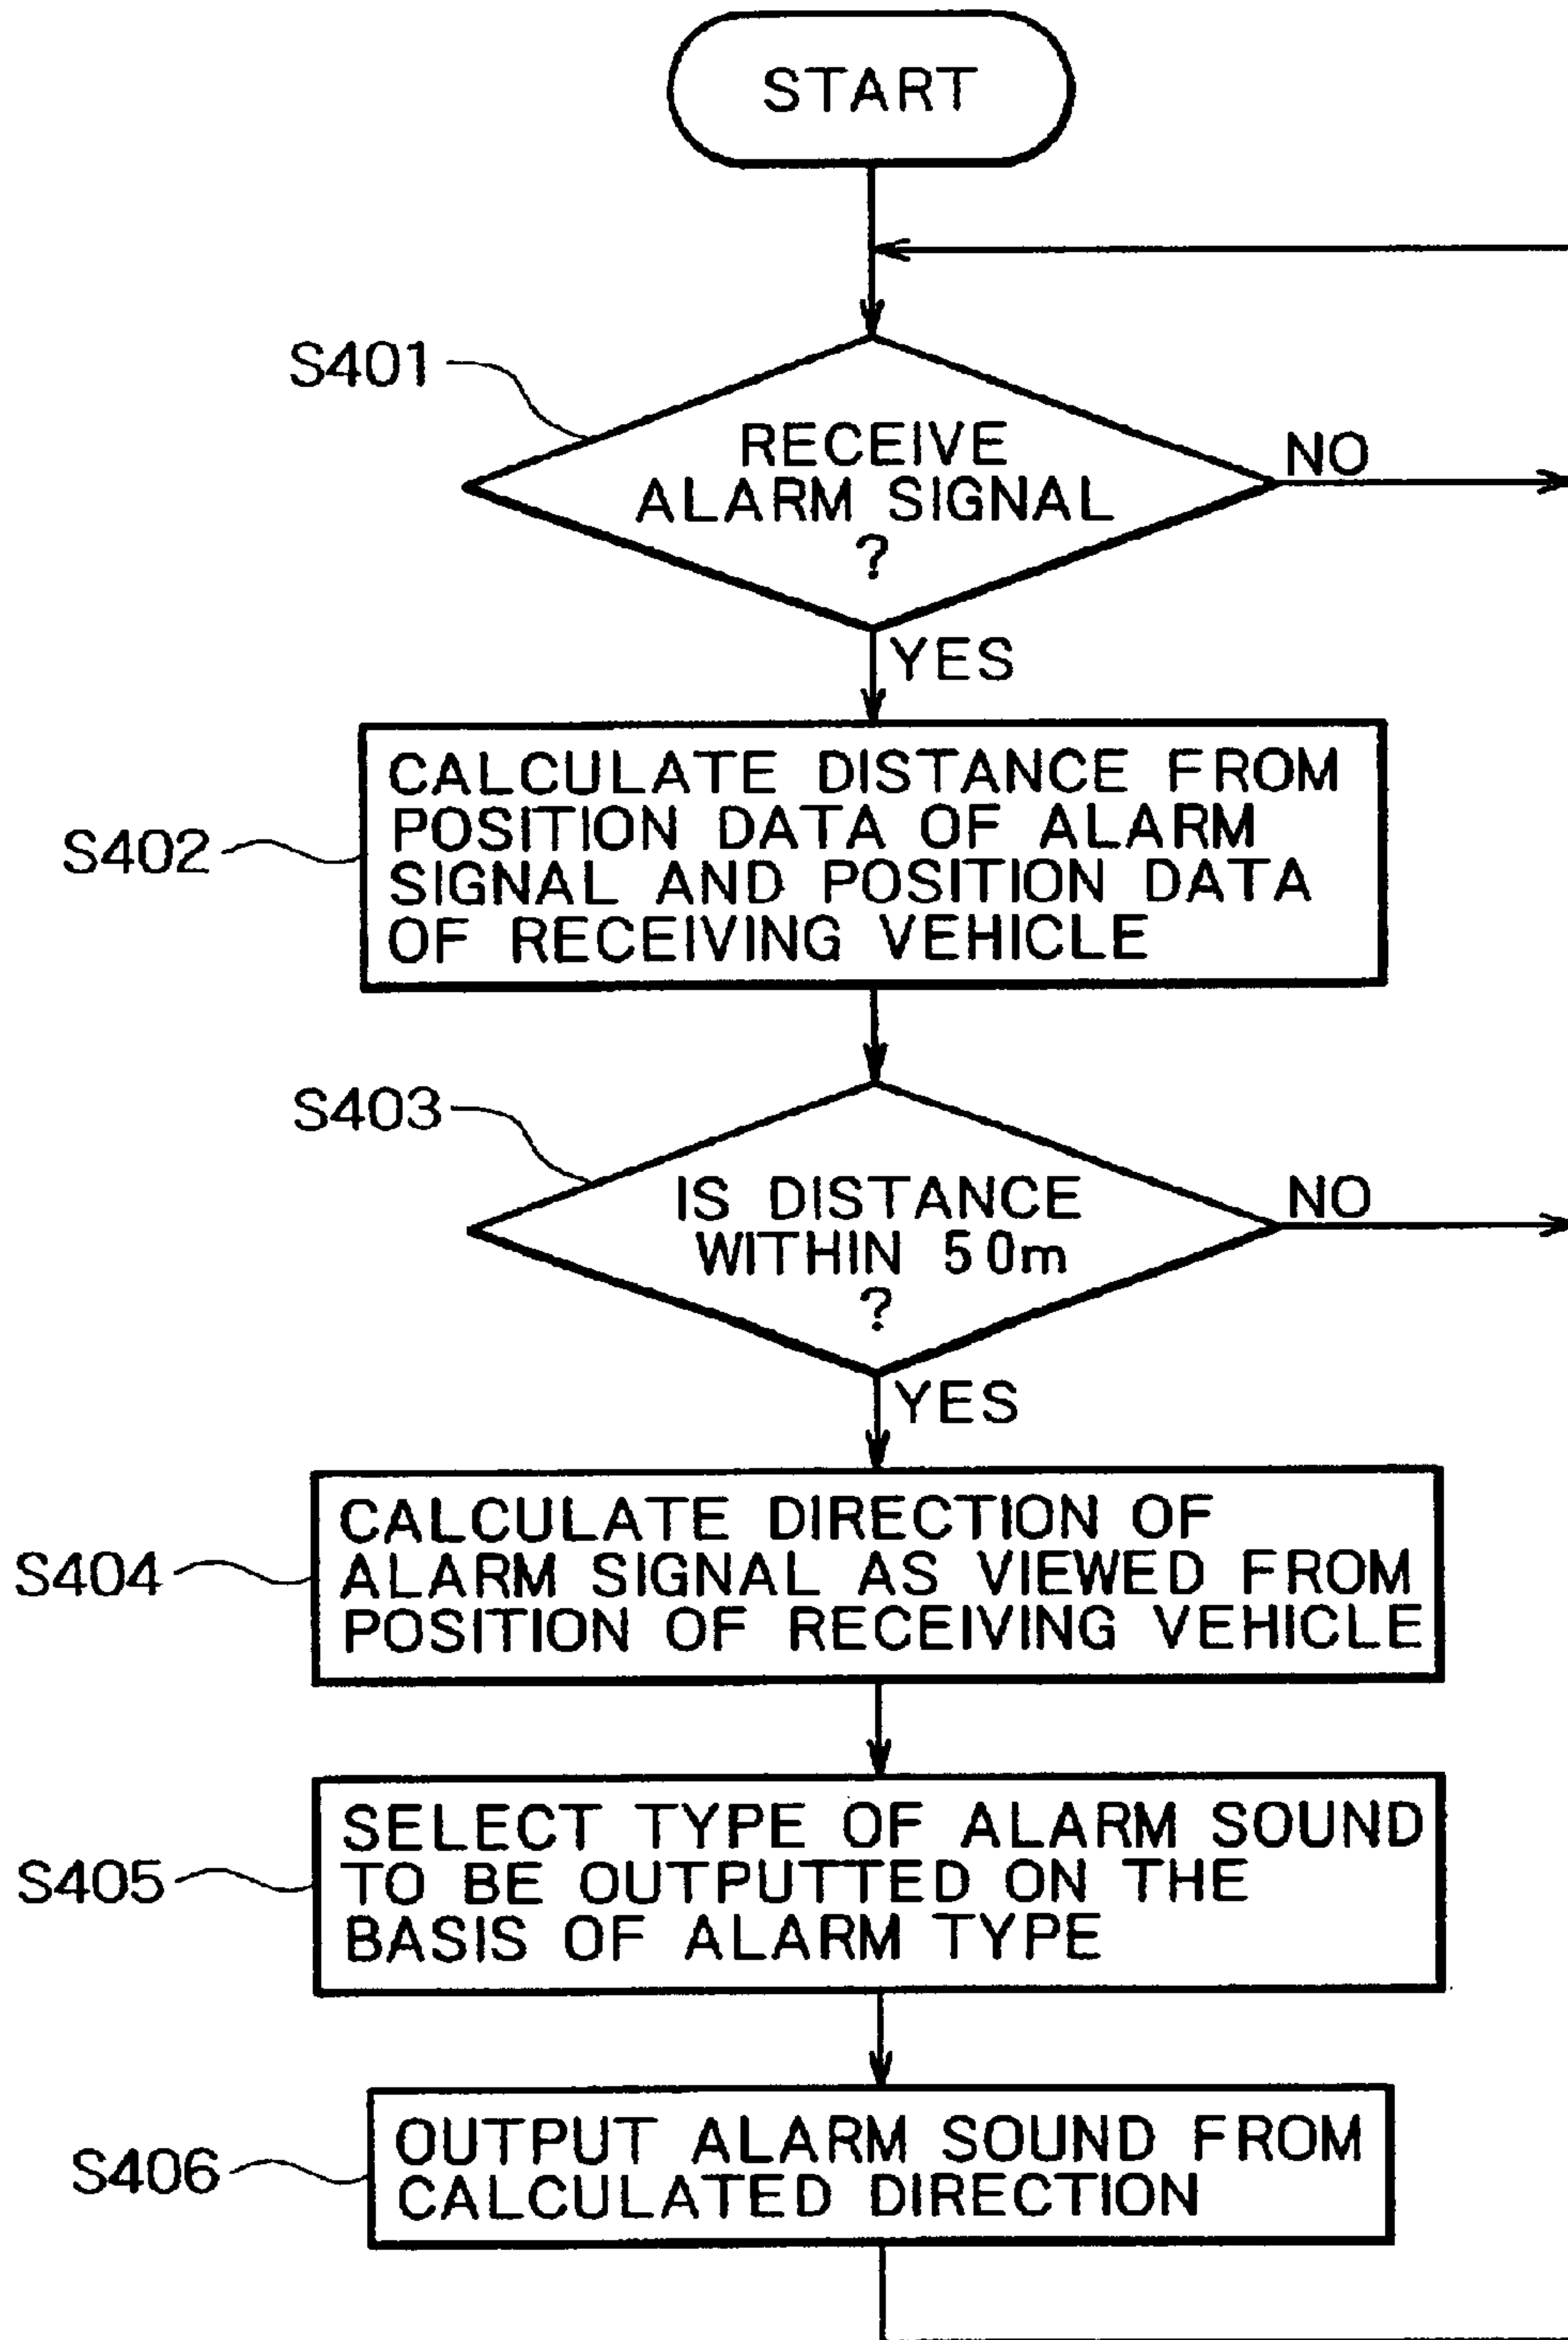 START
S401
RECEIVE
ALARM SIGNAL
?
NO
YES
S402
CALCULATE DISTANCE FROM
POSITION DATA OF ALARM
SIGNAL AND POSITION DATA
OF RECEIVING VEHICLE
S403
IS DISTANCE
WITHIN 50m
?
NO
YES
S404
CALCULATE DIRECTION OF
ALARM SIGNAL AS VIEWED FROM
POSITION OF RECEIVING VEHICLE
S405
SELECT TYPE OF ALARM SOUND
TO BE OUTPUTTED ON THE
BASIS OF ALARM TYPE
S406
OUTPUT ALARM SOUND FROM
CALCULATED DIRECTION